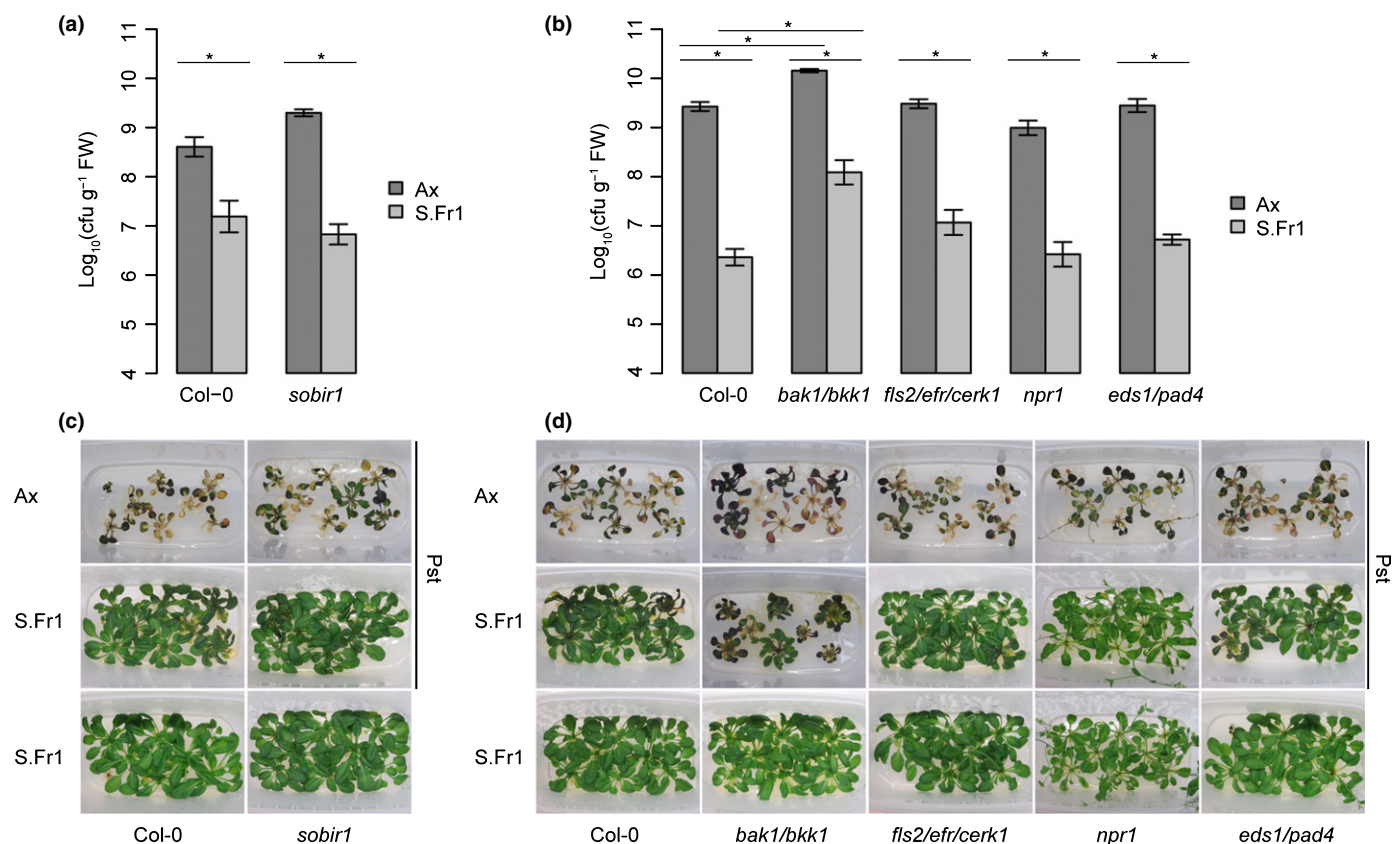 (a)
Log10(cfu g⁻¹ FW)
11
10
9
8
7
6
5
4
*
*
Ax
S.Fr1
Col−0
sobir1
(b)
Log10(cfu g⁻¹ FW)
11
10
9
8
7
6
5
4
*
*
*
*
*
*
*
Ax
S.Fr1
Col-0
bak1/bkk1
fls2/efr/cerk1
npr1
eds1/pad4
(c)
Ax
S.Fr1
S.Fr1
Pst
Col-0
sobir1
(d)
Ax
S.Fr1
S.Fr1
Pst
Col-0
bak1/bkk1
fls2/efr/cerk1
npr1
eds1/pad4